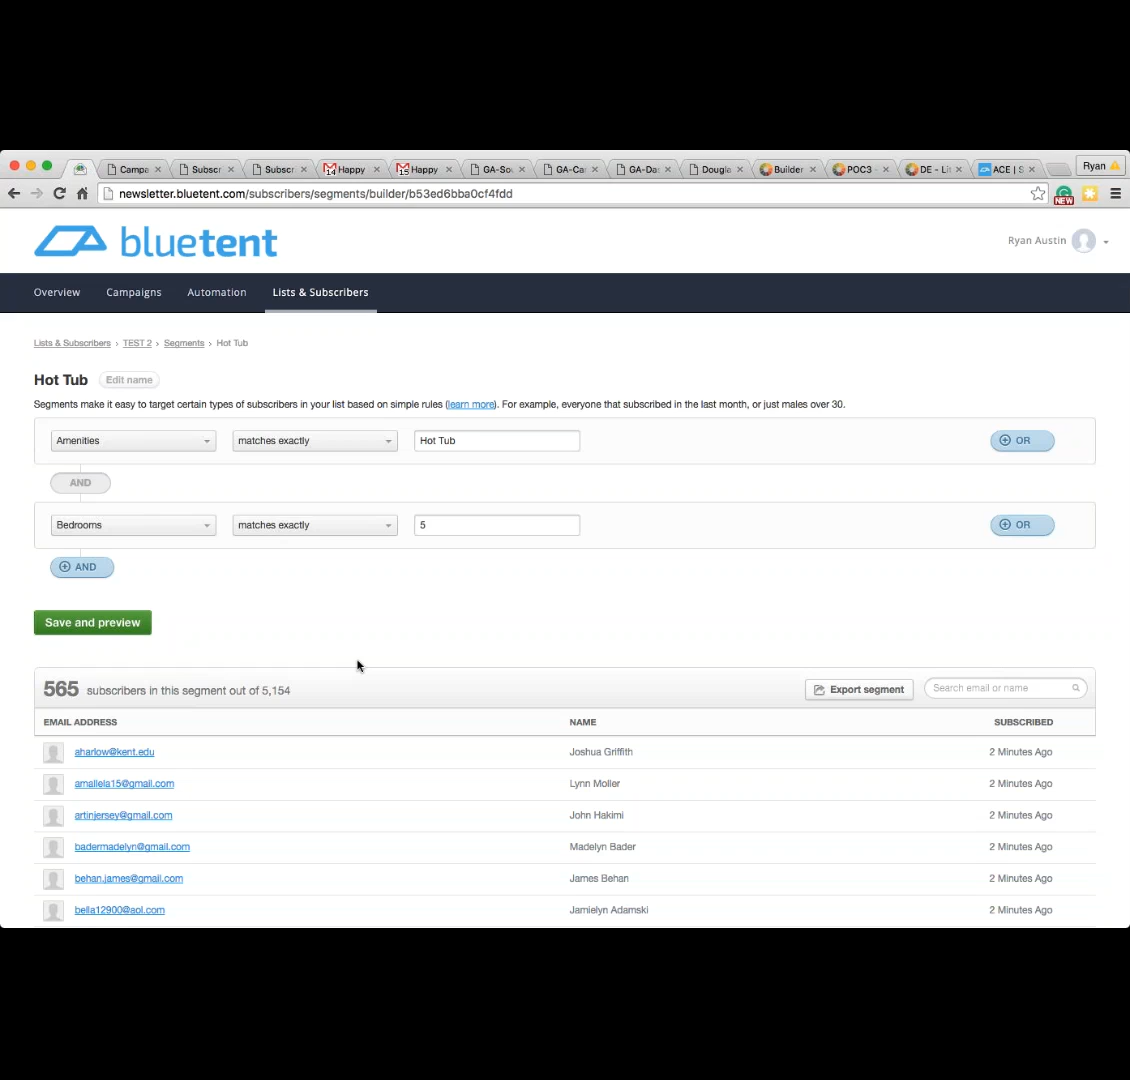 Campa
Subscr
Subscr
14 Happy
15 Happy
GA-Sou
GA-Car
GA-Das
Dougla
Builder
POC3
DE - Lit
ACE | S
Ryan
newsletter.bluetent.com/subscribers/segments/builder/b53ed6bba0cf4fdd
NEW
bluetent
Ryan Austin
Overview Campaigns Automation Lists & Subscribers
Lists & Subscribers › TEST 2 › Segments › Hot Tub
Hot Tub Edit name
Segments make it easy to target certain types of subscribers in your list based on simple rules (learn more). For example, everyone that subscribed in the last month, or just males over 30.
Amenities matches exactly Hot Tub OR
AND
Bedrooms matches exactly 5 OR
AND
Save and preview
565 subscribers in this segment out of 5,154 Export segment Search email or name
EMAIL ADDRESS NAME SUBSCRIBED
aharlow@kent.edu Joshua Griffith 2 Minutes Ago
amallela15@gmail.com Lynn Moller 2 Minutes Ago
artinjersey@gmail.com John Hakimi 2 Minutes Ago
badermadelyn@gmail.com Madelyn Bader 2 Minutes Ago
behan.james@gmail.com James Behan 2 Minutes Ago
bella12900@aol.com Jamielyn Adamski 2 Minutes Ago